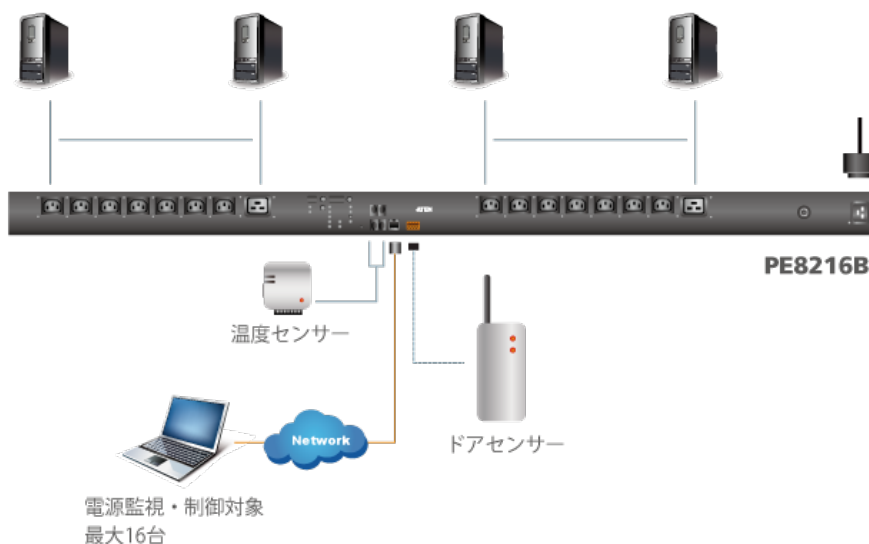 ATEN
PE8216B
温度センサー
Network
ドアセンサー
電源監視・制御対象
最大16台